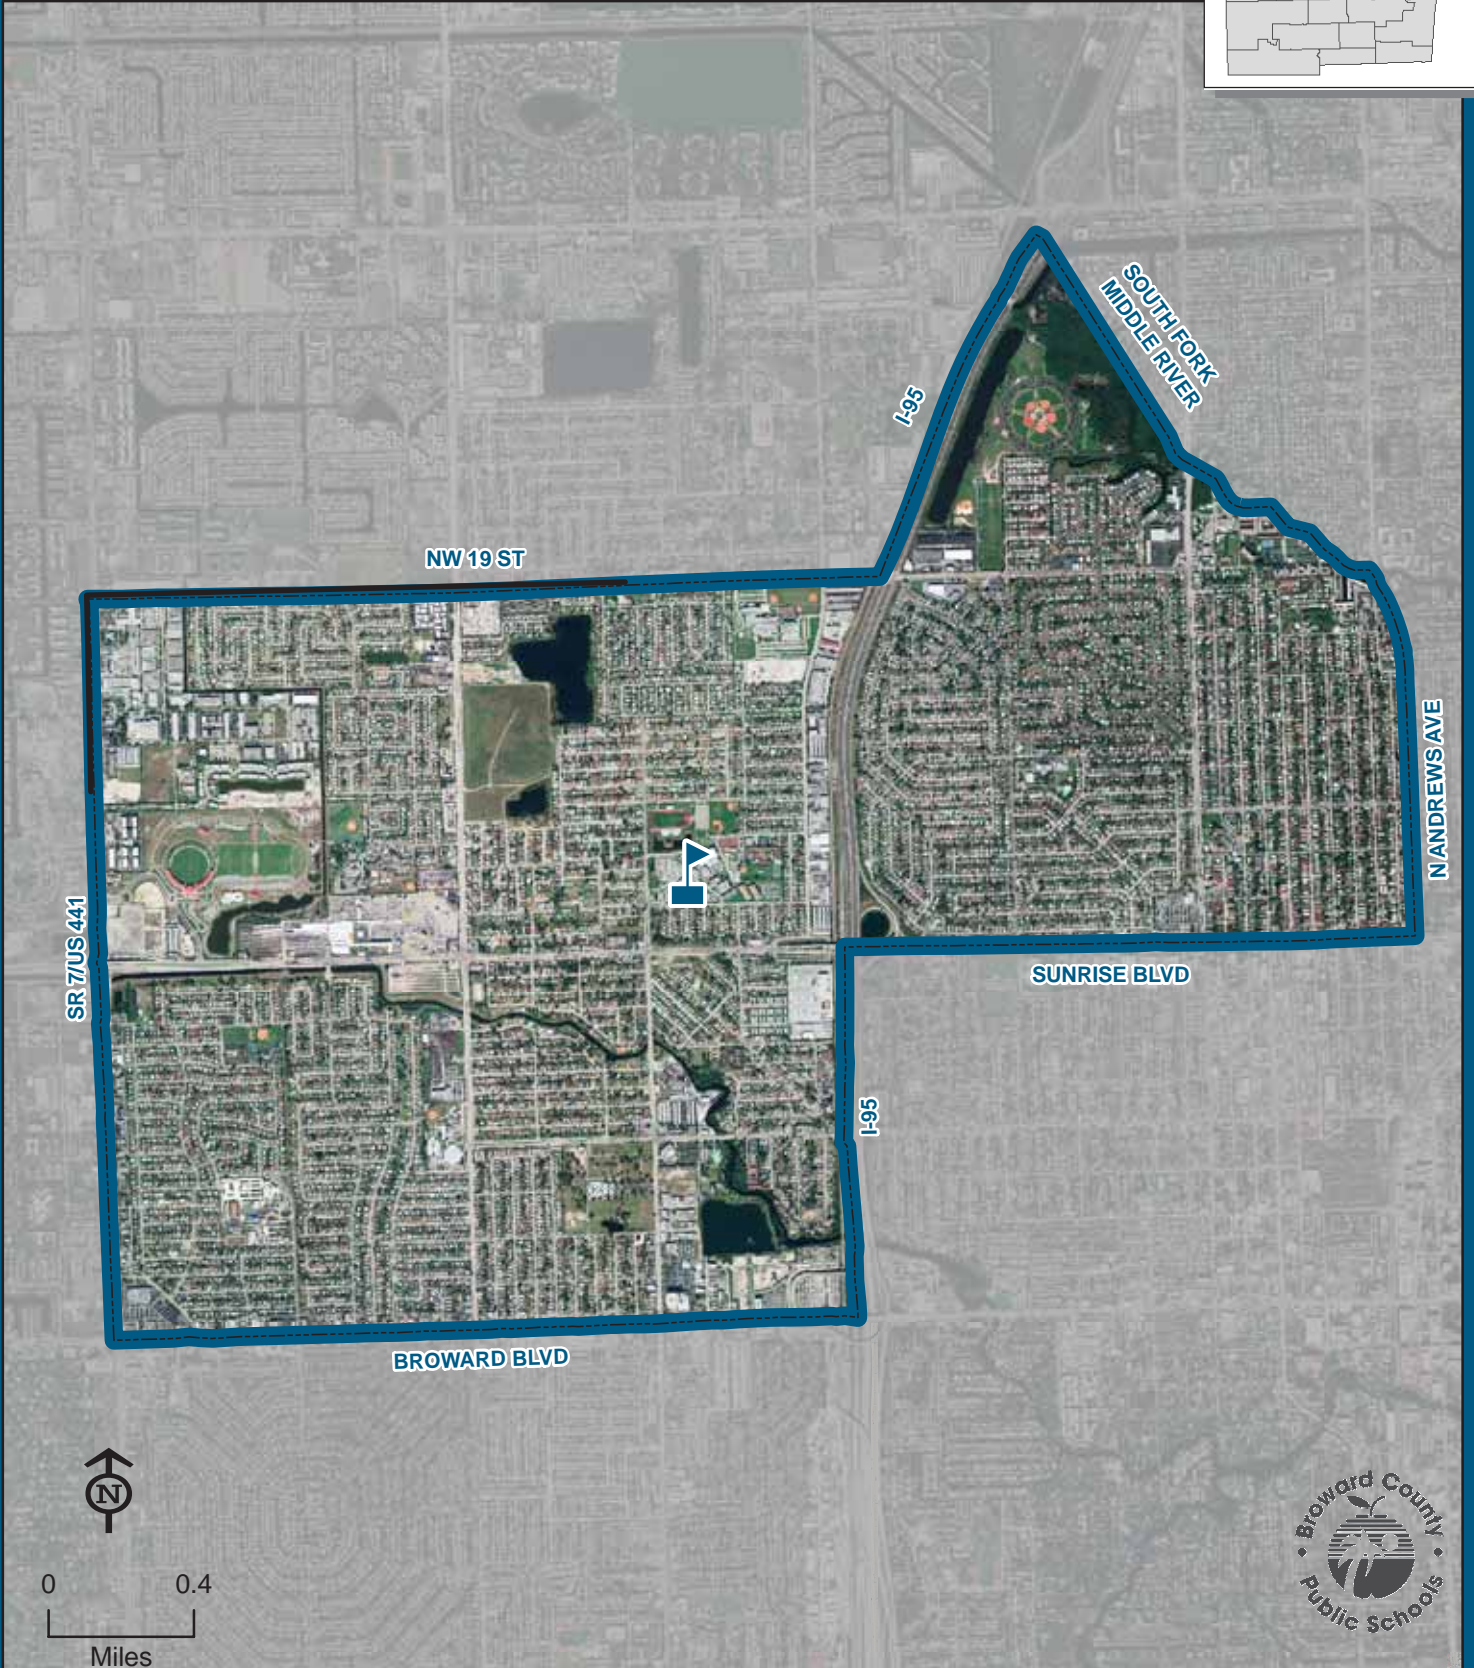 SOUTH FORK
MIDDLE RIVER
I-95
NW 19 ST
N ANDREWS AVE
SR 7/US 441
SUNRISE BLVD
I-95
BROWARD BLVD
N
0 0.4
Miles
Broward County
Public Schools